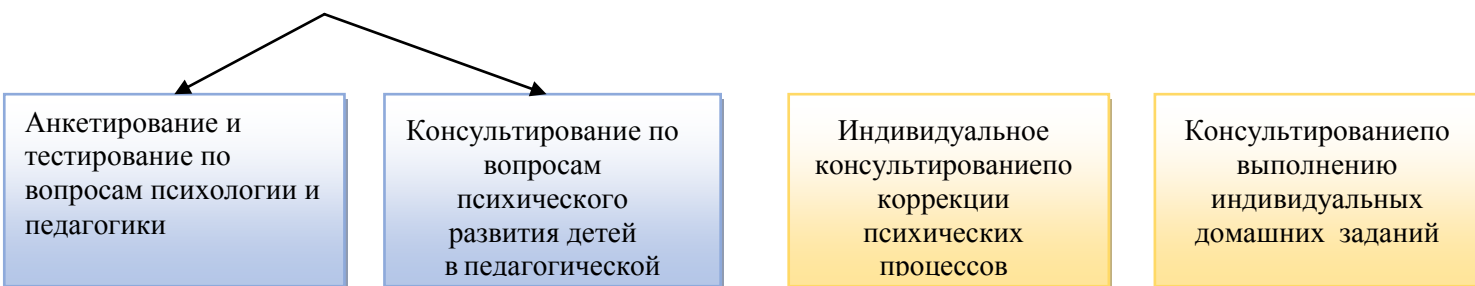 Анкетирование и
тестирование по
вопросам психологии и
педагогики
Консультирование по
вопросам
психического
развития детей
в педагогической
Индивидуальное
консультированиепо
коррекции
психических
процессов
Консультированиепо
выполнению
индивидуальных
домашних заданий